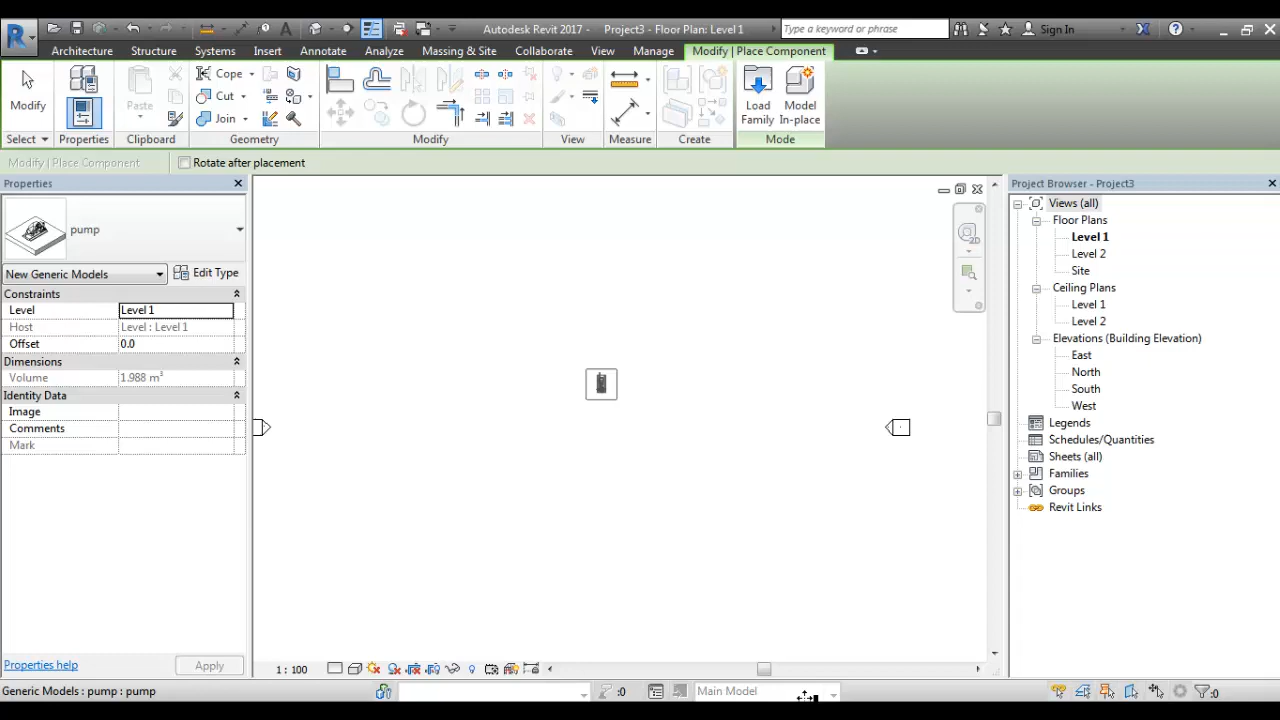 Autodesk Revit 2017 - Project3 - Floor Plan: Level 1
Type a keyword or phrase
Sign In
Architecture Structure Systems Insert Annotate Analyze Massing & Site Collaborate View Manage Modify | Place Component
Modify
Paste
Cope
Cut
Join
Load Family
Model In-place
Select Properties Clipboard Geometry Modify View Measure Create Mode
Modify | Place Component
Rotate after placement
Properties
pump
New Generic Models
Edit Type
Constraints
Level Level 1
Host Level : Level 1
Offset 0.0
Dimensions
Volume 1.988 m³
Identity Data
Image
Comments
Mark
Properties help
Apply
2D
1 : 100
Project Browser - Project3
Views (all)
Floor Plans
Level 1
Level 2
Site
Ceiling Plans
Level 1
Level 2
Elevations (Building Elevation)
East
North
South
West
Legends
Schedules/Quantities
Sheets (all)
Families
Groups
Revit Links
Generic Models : pump : pump
:0
Main Model
:0